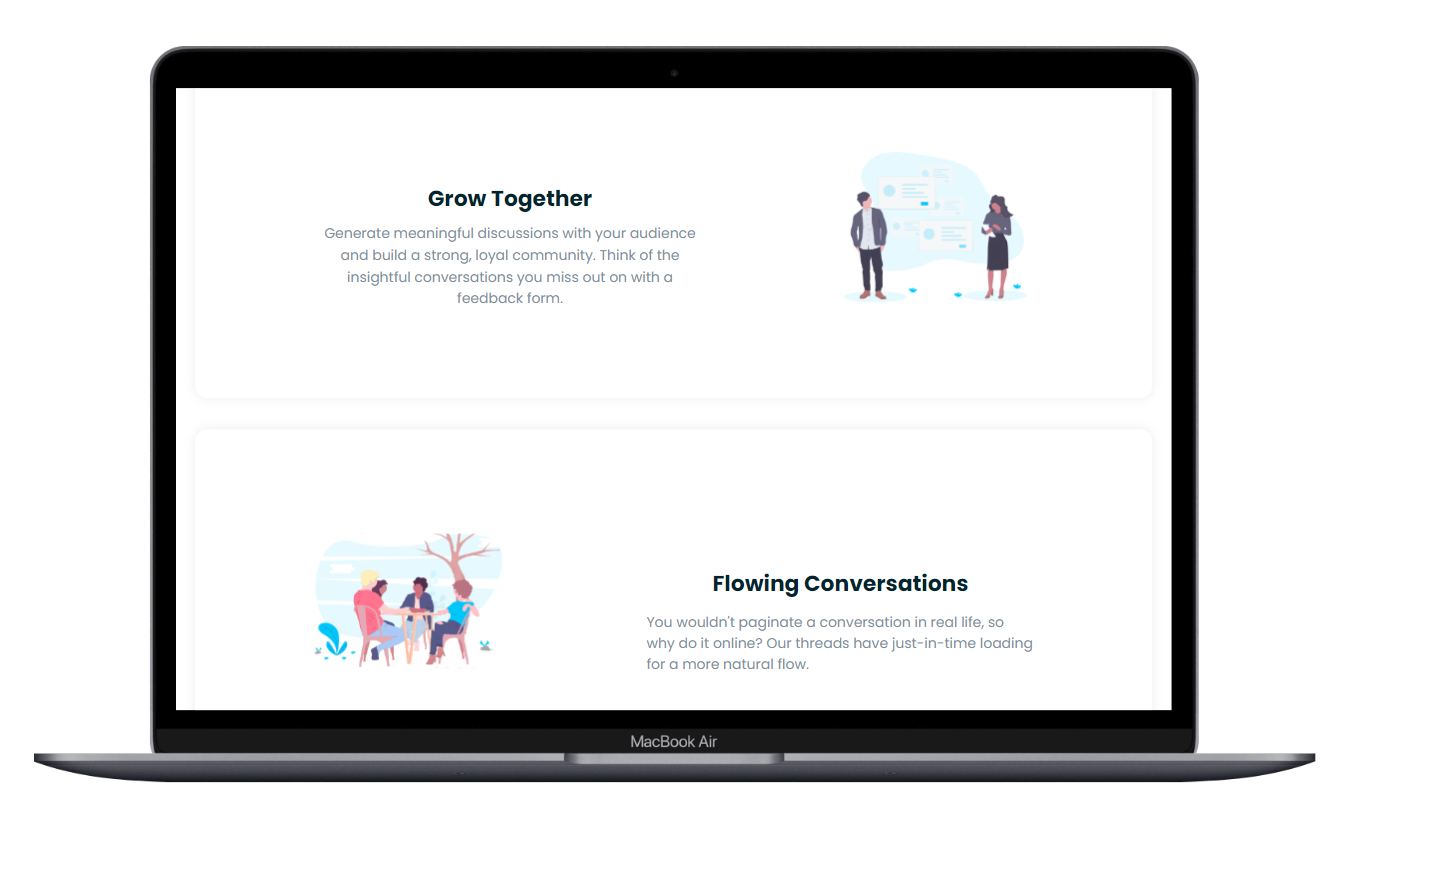 Grow Together
Generate meaningful discussions with your audience
and build a strong, loyal community. Think of the
insightful conversations you miss out on with a
feedback form.
Flowing Conversations
You wouldn't paginate a conversation in real life, so
why do it online? Our threads have just-in-time loading
for a more natural flow.
MacBook Air